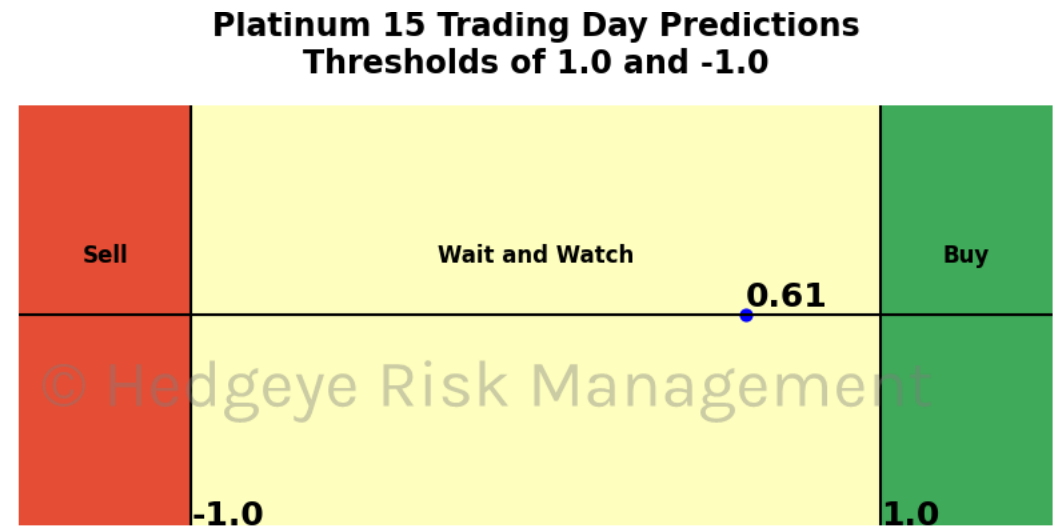 Platinum 15 Trading Day Predictions
Thresholds of 1.0 and -1.0
Sell
Wait and Watch
Buy
0.61
© Hedgeye Risk Management
-1.0
1.0